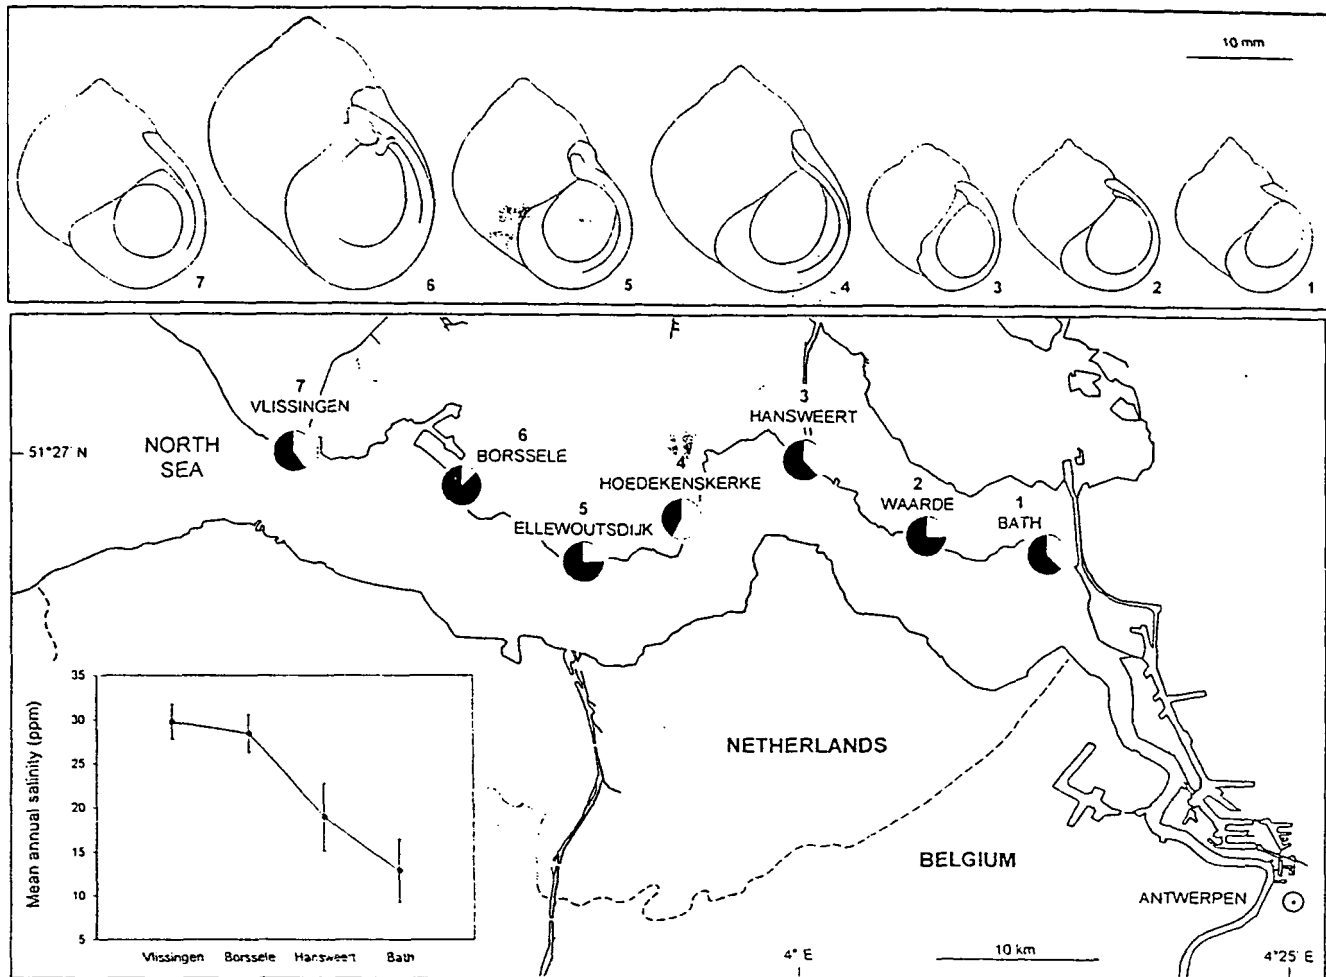 10 mm
7
6
5
4
3
2
1
4° E
7
VLISSINGEN
3
HANSWEERT
NORTH
SEA
51°27' N
6
BORSSELE
4
HOEDEKENSKERKE
5
ELLEWOUTSDIJK
2
WAARDE
1
BATH
NETHERLANDS
BELGIUM
ANTWERPEN
Mean annual salinity (ppm)
35
30
25
20
15
10
5
Vlissingen
Borssele
Hansweert
Bath
4° E
10 km
4°25' E